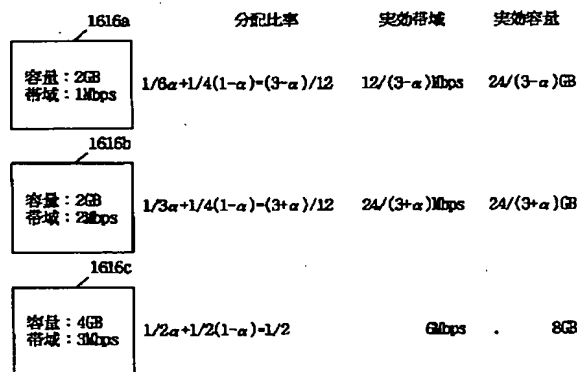 分配比率 実効帯域 実効容量
1616a
容量：2GB
帯域：1Mbps
1/6α+1/4(1-α)=(3-α)/12 12/(3-α)Mbps 24/(3-α)GB
1616b
容量：2GB
帯域：2Mbps
1/3α+1/4(1-α)=(3+α)/12 24/(3+α)Mbps 24/(3+α)GB
1616c
容量：4GB
帯域：3Mbps
1/2α+1/2(1-α)=1/2 6Mbps 8GB